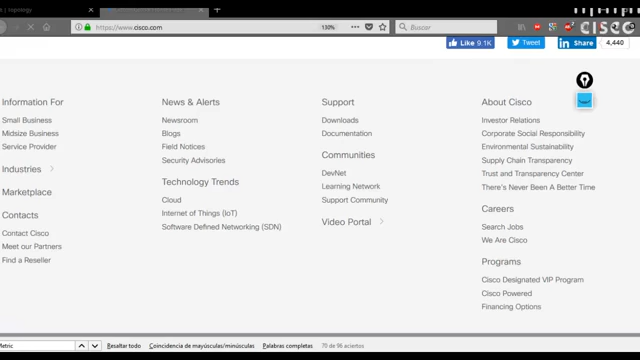 topology
https://www.cisco.com
130%
Buscar
CISCO
Like 9.1K
Tweet
in Share
4,440
Information For
Small Business
Midsize Business
Service Provider
Industries
Marketplace
Contacts
Contact Cisco
Meet our Partners
Find a Reseller
News & Alerts
Newsroom
Blogs
Field Notices
Security Advisories
Technology Trends
Cloud
Internet of Things (IoT)
Software Defined Networking (SDN)
Support
Downloads
Documentation
Communities
DevNet
Learning Network
Support Community
Video Portal
About Cisco
Investor Relations
Corporate Social Responsibility
Environmental Sustainability
Supply Chain Transparency
Trust and Transparency Center
There's Never Been A Better Time
Careers
Search Jobs
We Are Cisco
Programs
Cisco Designated VIP Program
Cisco Powered
Financing Options
Metric
Resaltar todo
Coincidencia de mayúsculas/minúsculas
Palabras completas
70 de 96 aciertos